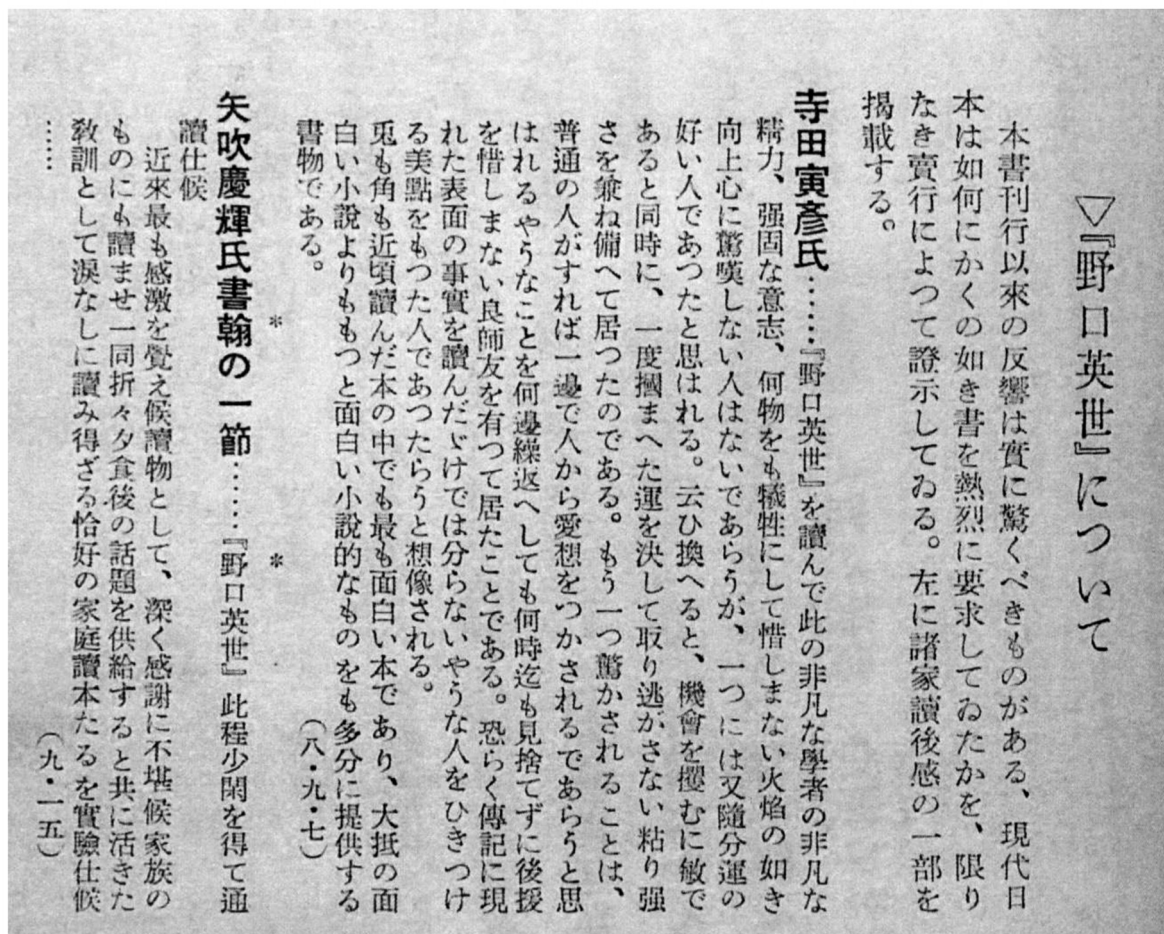 ▽『野口英世』について
本書刊行以來の反響は實に驚くべきものがある、現代日
本は如何にかくの如き書を熱烈に要求してゐたかを、限り
なき賣行によつて證示してゐる。左に諸家讀後感の一部を
揭載する。
寺田寅彥氏……『野口英世』を讀んで此の非凡な學者の非凡な
精力、强固な意志、何物をも犠牲にして惜しまない火焰の如き
向上心に驚嘆しない人はないであらうが、一つには又隨分運の
好い人であつたと思はれる。云ひ換へると、機會を攫むに敏で
あると同時に、一度摑まへた運を決して取り逃がさない粘り强
さを兼ね備へて居つたのである。もう一つ驚かされることは、
普通の人がすれば一邊で人から愛想をつかされるであらうと思
はれるやうなことを何邊繰返へしても何時迄も見捨てずに後援
を惜しまない良師友を有つて居たことである。恐らく傳記に現
れた表面の事實を讀んだゞけでは分らないやうな人をひきつけ
る美點をもつた人であつたらうと想像される。
兎も角も近頃讀んだ本の中でも最も面白い本であり、大抵の面
白い小說よりももつと面白い小說的なものをも多分に提供する
書物である。(八・九・七)
* *
矢吹慶輝氏書翰の一節……『野口英世』此程少閑を得て通
讀仕候
近來最も感激を覺え候讀物として、深く感謝に不堪候家族の
ものにも讀ませ一同折々夕食後の話題を供給すると共に活きた
敎訓として淚なしに讀み得ざる恰好の家庭讀本たるを實驗仕候
……(九・一五)